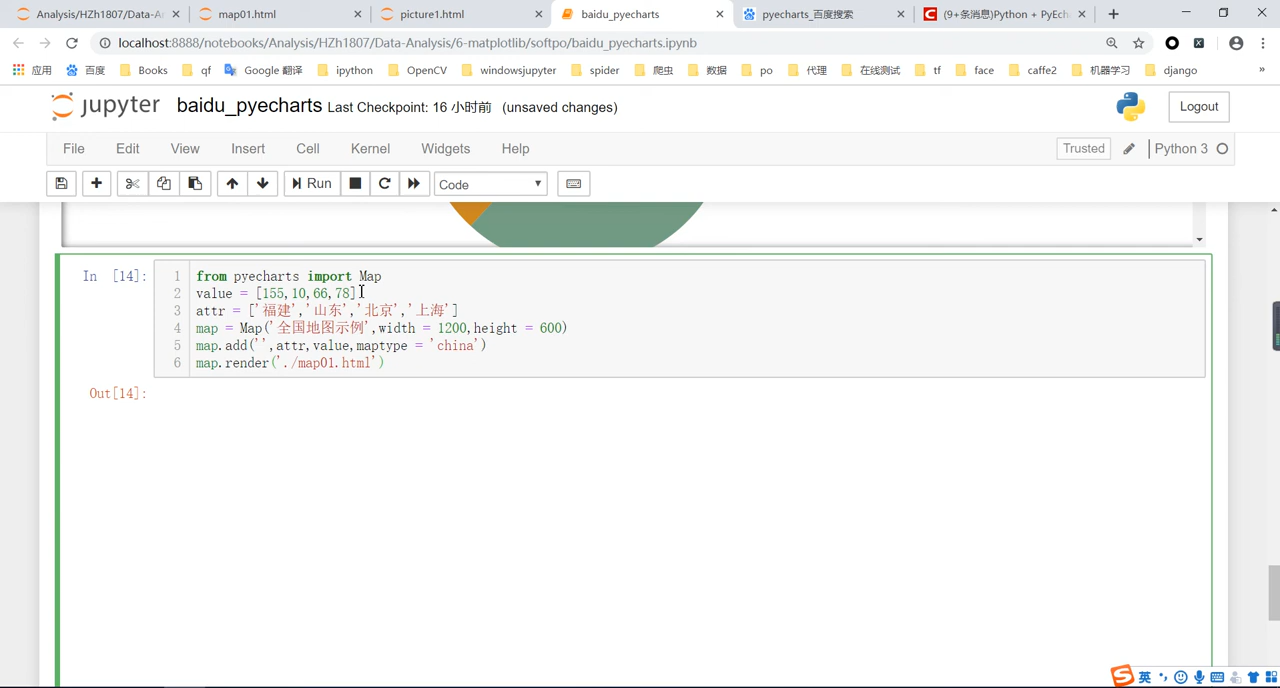 Analysis/HZh1807/Data-An
map01.html
picture1.html
baidu_pyecharts
pyecharts_百度搜索
(9+条消息)Python + PyEch
localhost:8888/notebooks/Analysis/HZh1807/Data-Analysis/6-matplotlib/softpo/baidu_pyecharts.ipynb
应用 百度 Books qf Google 翻译 ipython OpenCV windowsjupyter spider 爬虫 数据 po 代理 在线测试 tf face caffe2 机器学习 django »
jupyter baidu_pyecharts Last Checkpoint: 16 小时前 (unsaved changes)
Logout
File Edit View Insert Cell Kernel Widgets Help
Trusted
Python 3
Run
Code
In [14]:
1 from pyecharts import Map
2 value = [155,10,66,78]
3 attr = ['福建','山东','北京','上海']
4 map = Map('全国地图示例',width = 1200,height = 600)
5 map.add('',attr,value,maptype = 'china')
6 map.render('./map01.html')
Out[14]:
英